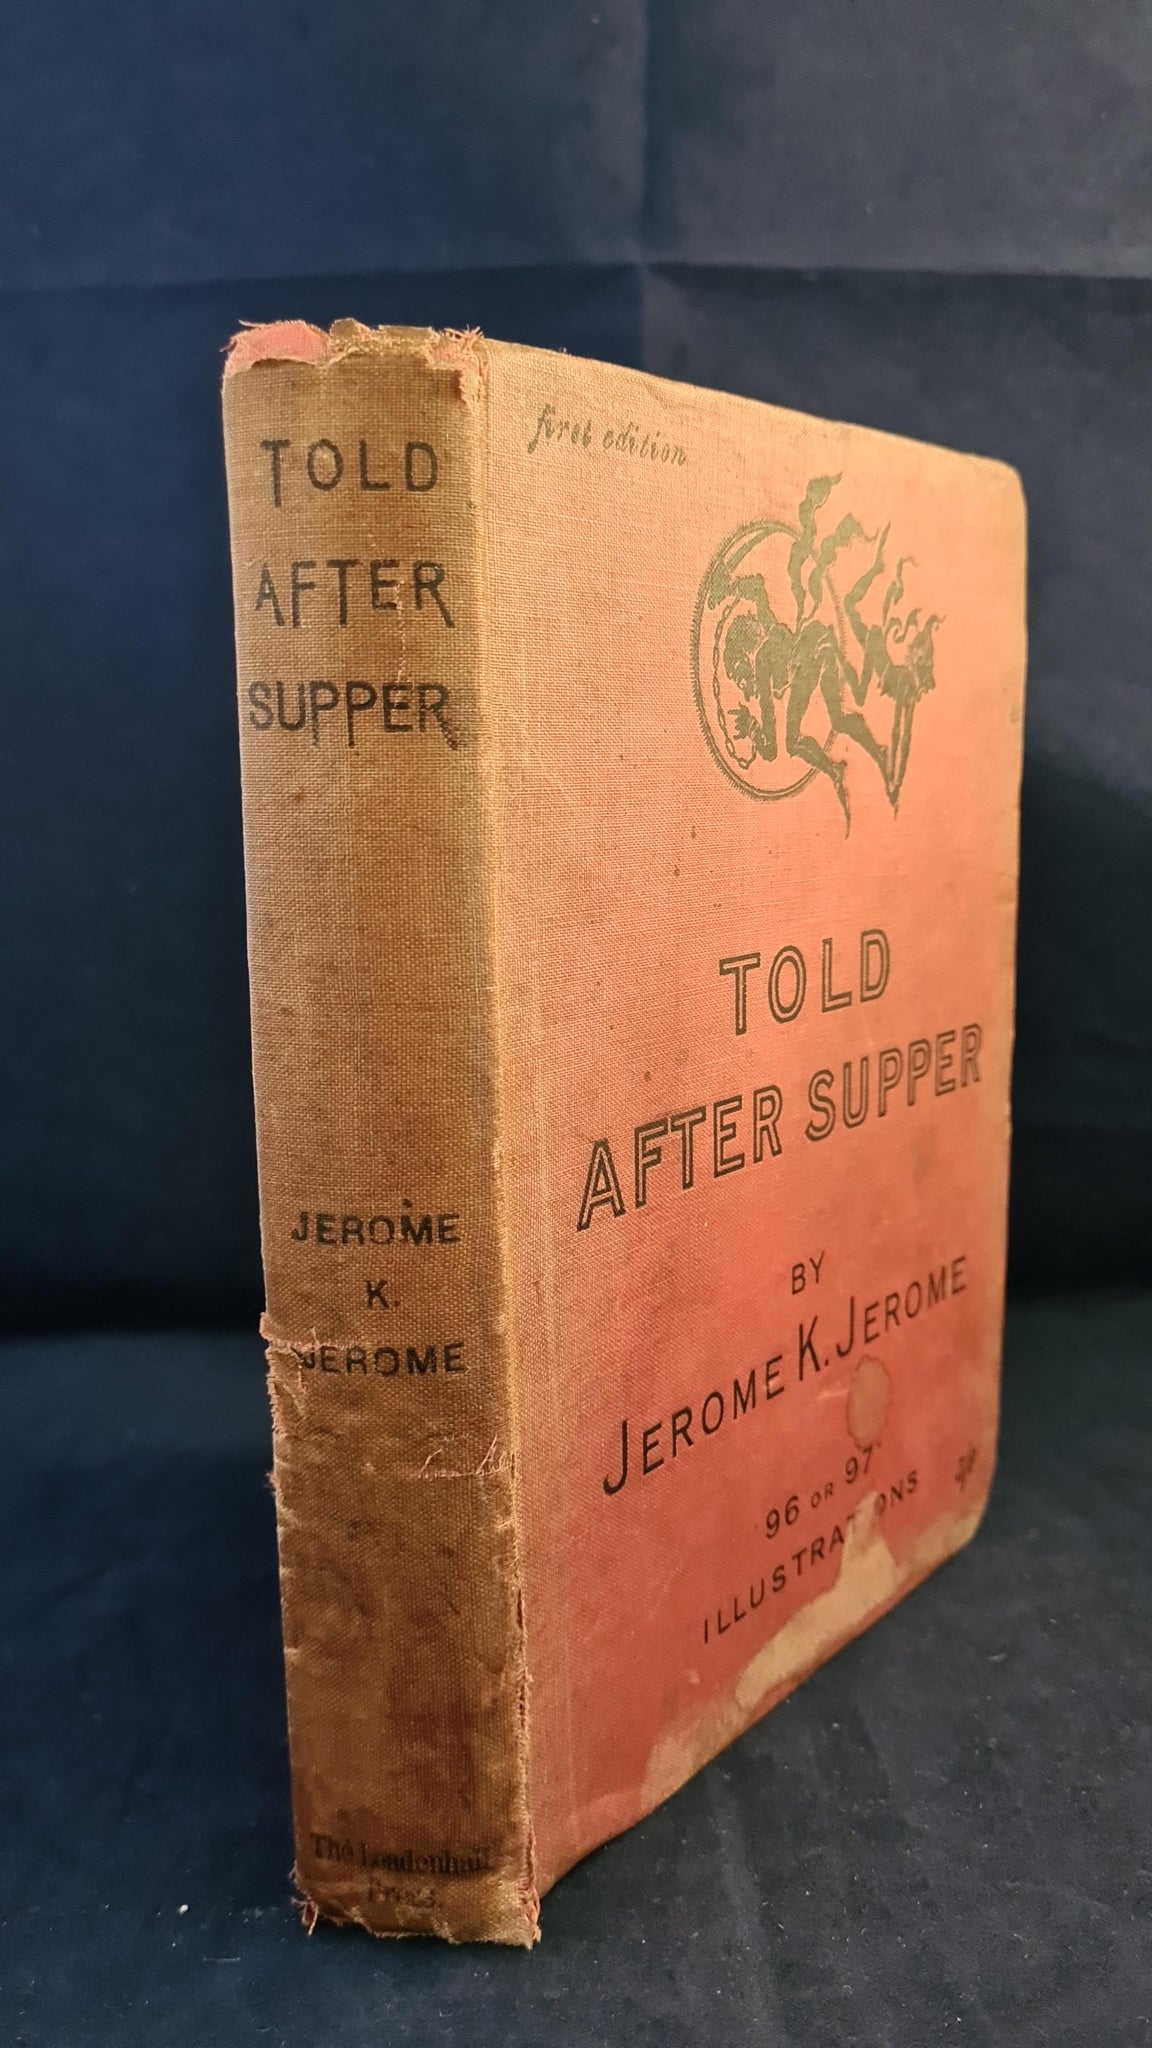 TOLD
AFTER
SUPPER
JEROME
K.
JEROME
The Leadenhall
Press.
first edition
TOLD
AFTER SUPPER
BY
JEROME K. JEROME
96 OR 97
ILLUSTRATIONS